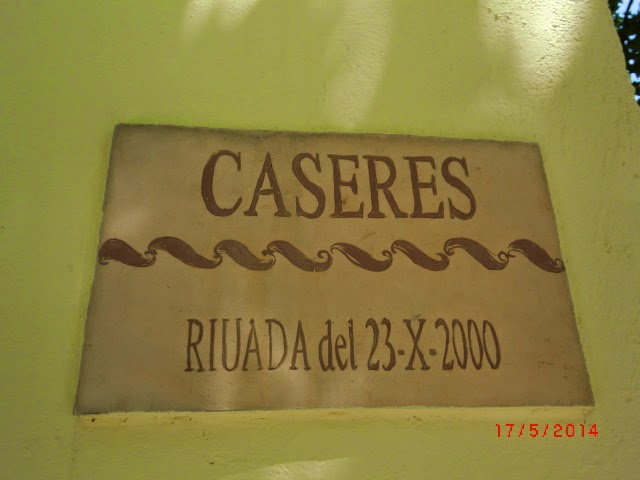 CASERES
RIUADA del 23-X-2000
17/5/2014